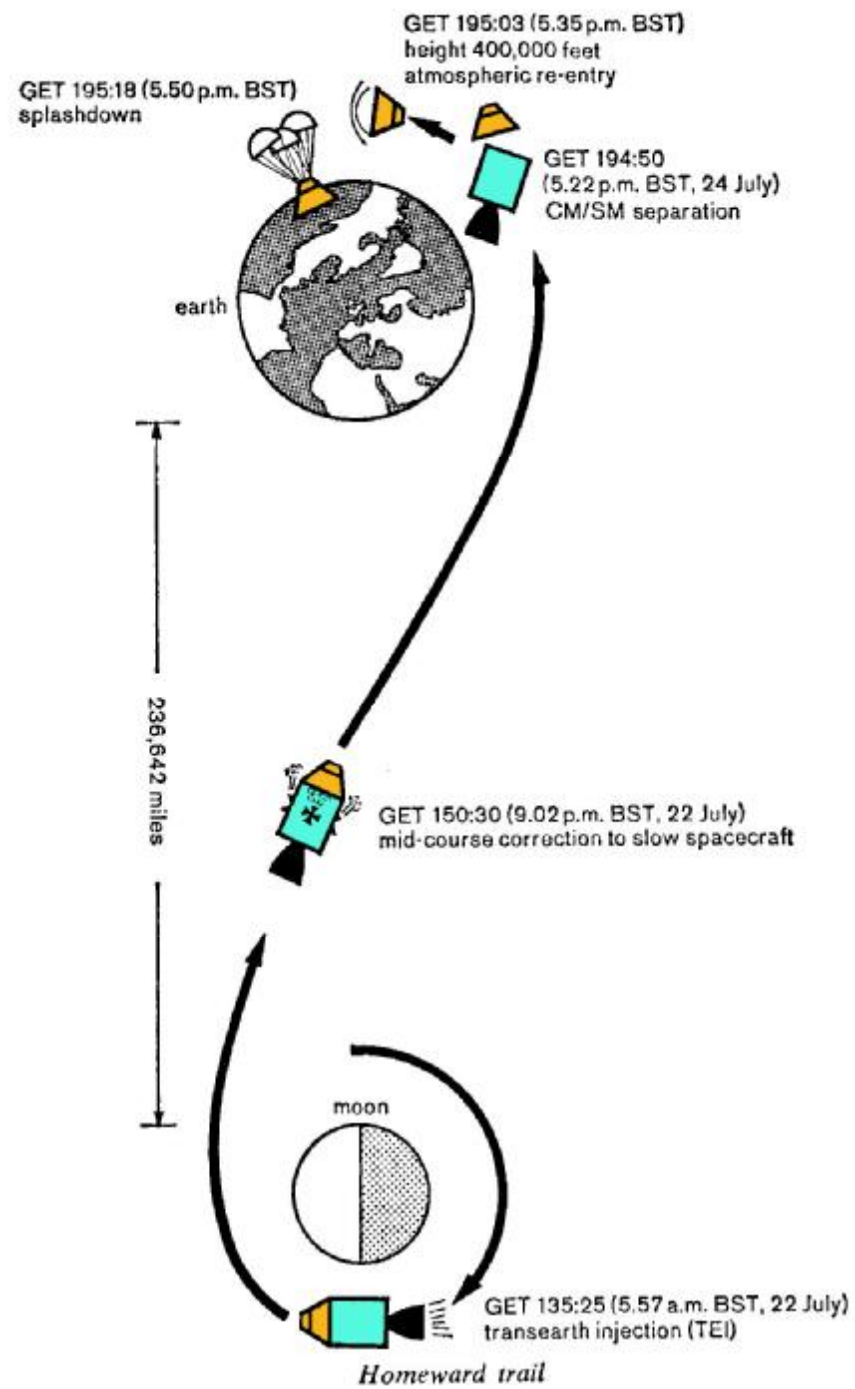 GET 195:03 (5.35 p.m. BST)
height 400,000 feet
atmospheric re-entry
GET 195:18 (5.50 p.m. BST)
splashdown
GET 194:50
(5.22 p.m. BST, 24 July)
CM/SM separation
earth
236,642 miles
GET 150:30 (9.02 p.m. BST, 22 July)
mid-course correction to slow spacecraft
moon
GET 135:25 (5.57 a.m. BST, 22 July)
transearth injection (TEI)
Homeward trail